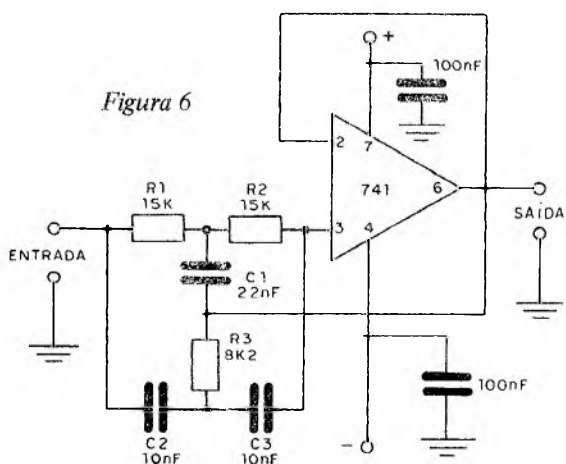 Figura 6
+
100nF
2
7
741
6
3
4
R1
15K
R2
15K
ENTRADA
SAÍDA
C1
22nF
R3
8K2
C2
10nF
C3
10nF
100nF
-